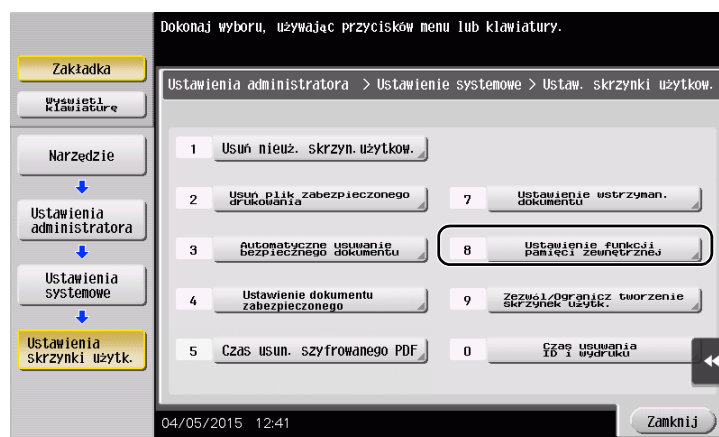 Dokonaj wyboru, używając przycisków menu lub klawiatury.
Zakładka
Wyświetl
klawiaturę
Ustawienia administratora > Ustawienie systemowe > Ustaw. skrzynki użytkow.
Narzędzie
Ustawienia
administratora
Ustawienia
systemowe
Ustawienia
skrzynki użytk.
1 Usuń nieuż. skrzyn.użytkow.
2 Usuń plik zabezpieczonego
drukowania
3 Automatyczne usuwanie
bezpiecznego dokumentu
4 Ustawienie dokumentu
zabezpieczonego
5 Czas usun. szyfrowanego PDF
7 Ustawienie wstrzyman.
dokumentu
8 Ustawienie funkcji
pamięci zewnętrznej
9 Zezwól/Ogranicz tworzenie
skrzynek użytk.
0 Czas usuwania
ID i wydruku
04/05/2015 12:41
Zamknij